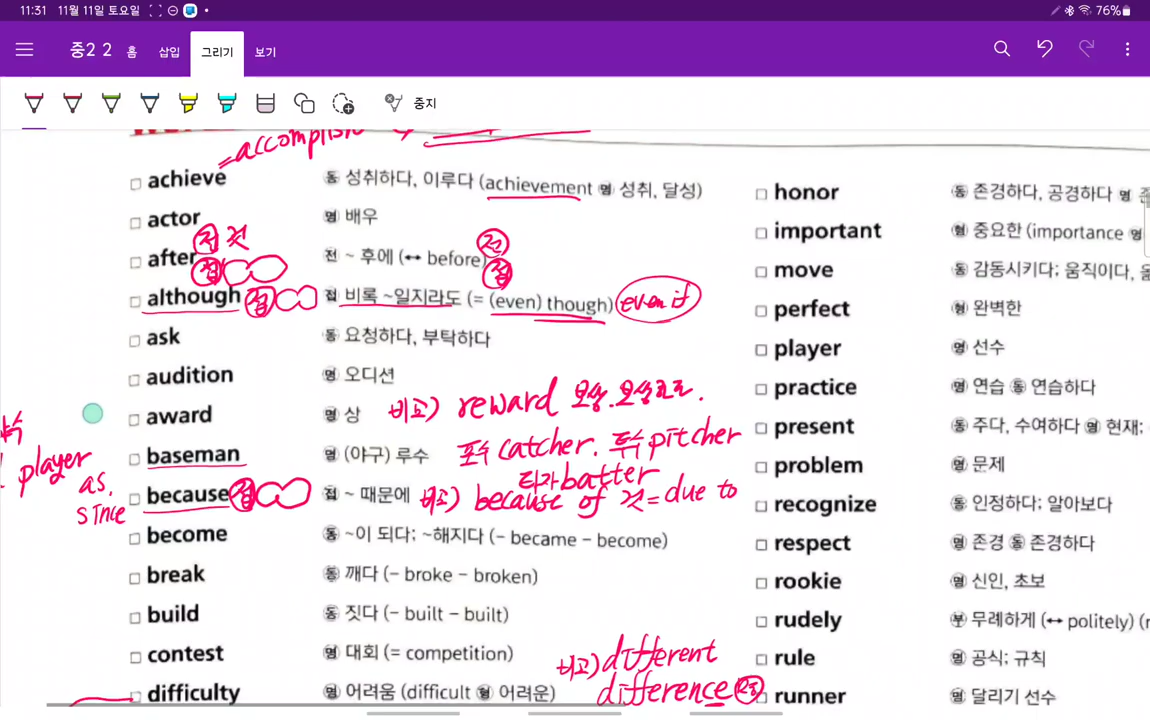 11:31 11월 11일 토요일 76%
중2 2 홈 삽입 그리기 보기
중지
= accomplish
achieve 동 성취하다, 이루다 (achievement 명 성취, 달성)
actor 명 배우
전 것 전
after 전 ~ 후에 (↔ before)
접 접
although 접 접 비록 ~일지라도 (= (even) though) even if
ask 동 요청하다, 부탁하다
audition 명 오디션
award 명 상 비교) reward 보상. 보상금.
baseman 명 (야구) 루수 포수 catcher. 투수 pitcher
player 타자 batter
as, since
because 접 접 ~ 때문에 비교) because of 것 = due to
become 동 ~이 되다; ~해지다 (– became – become)
break 동 깨다 (– broke – broken)
build 동 짓다 (– built – built)
contest 명 대회 (= competition) 비교) different
difficulty 명 어려움 (difficult 형 어려운) difference
honor 동 존경하다, 공경하다 명
important 형 중요한 (importance 명
move 동 감동시키다; 움직이다,
perfect 형 완벽한
player 명 선수
practice 명 연습 동 연습하다
present 동 주다, 수여하다 명 현재;
problem 명 문제
recognize 동 인정하다; 알아보다
respect 명 존경 동 존경하다
rookie 명 신인, 초보
rudely 부 무례하게 (↔ politely) (
rule 명 공식; 규칙
runner 명 달리기 선수